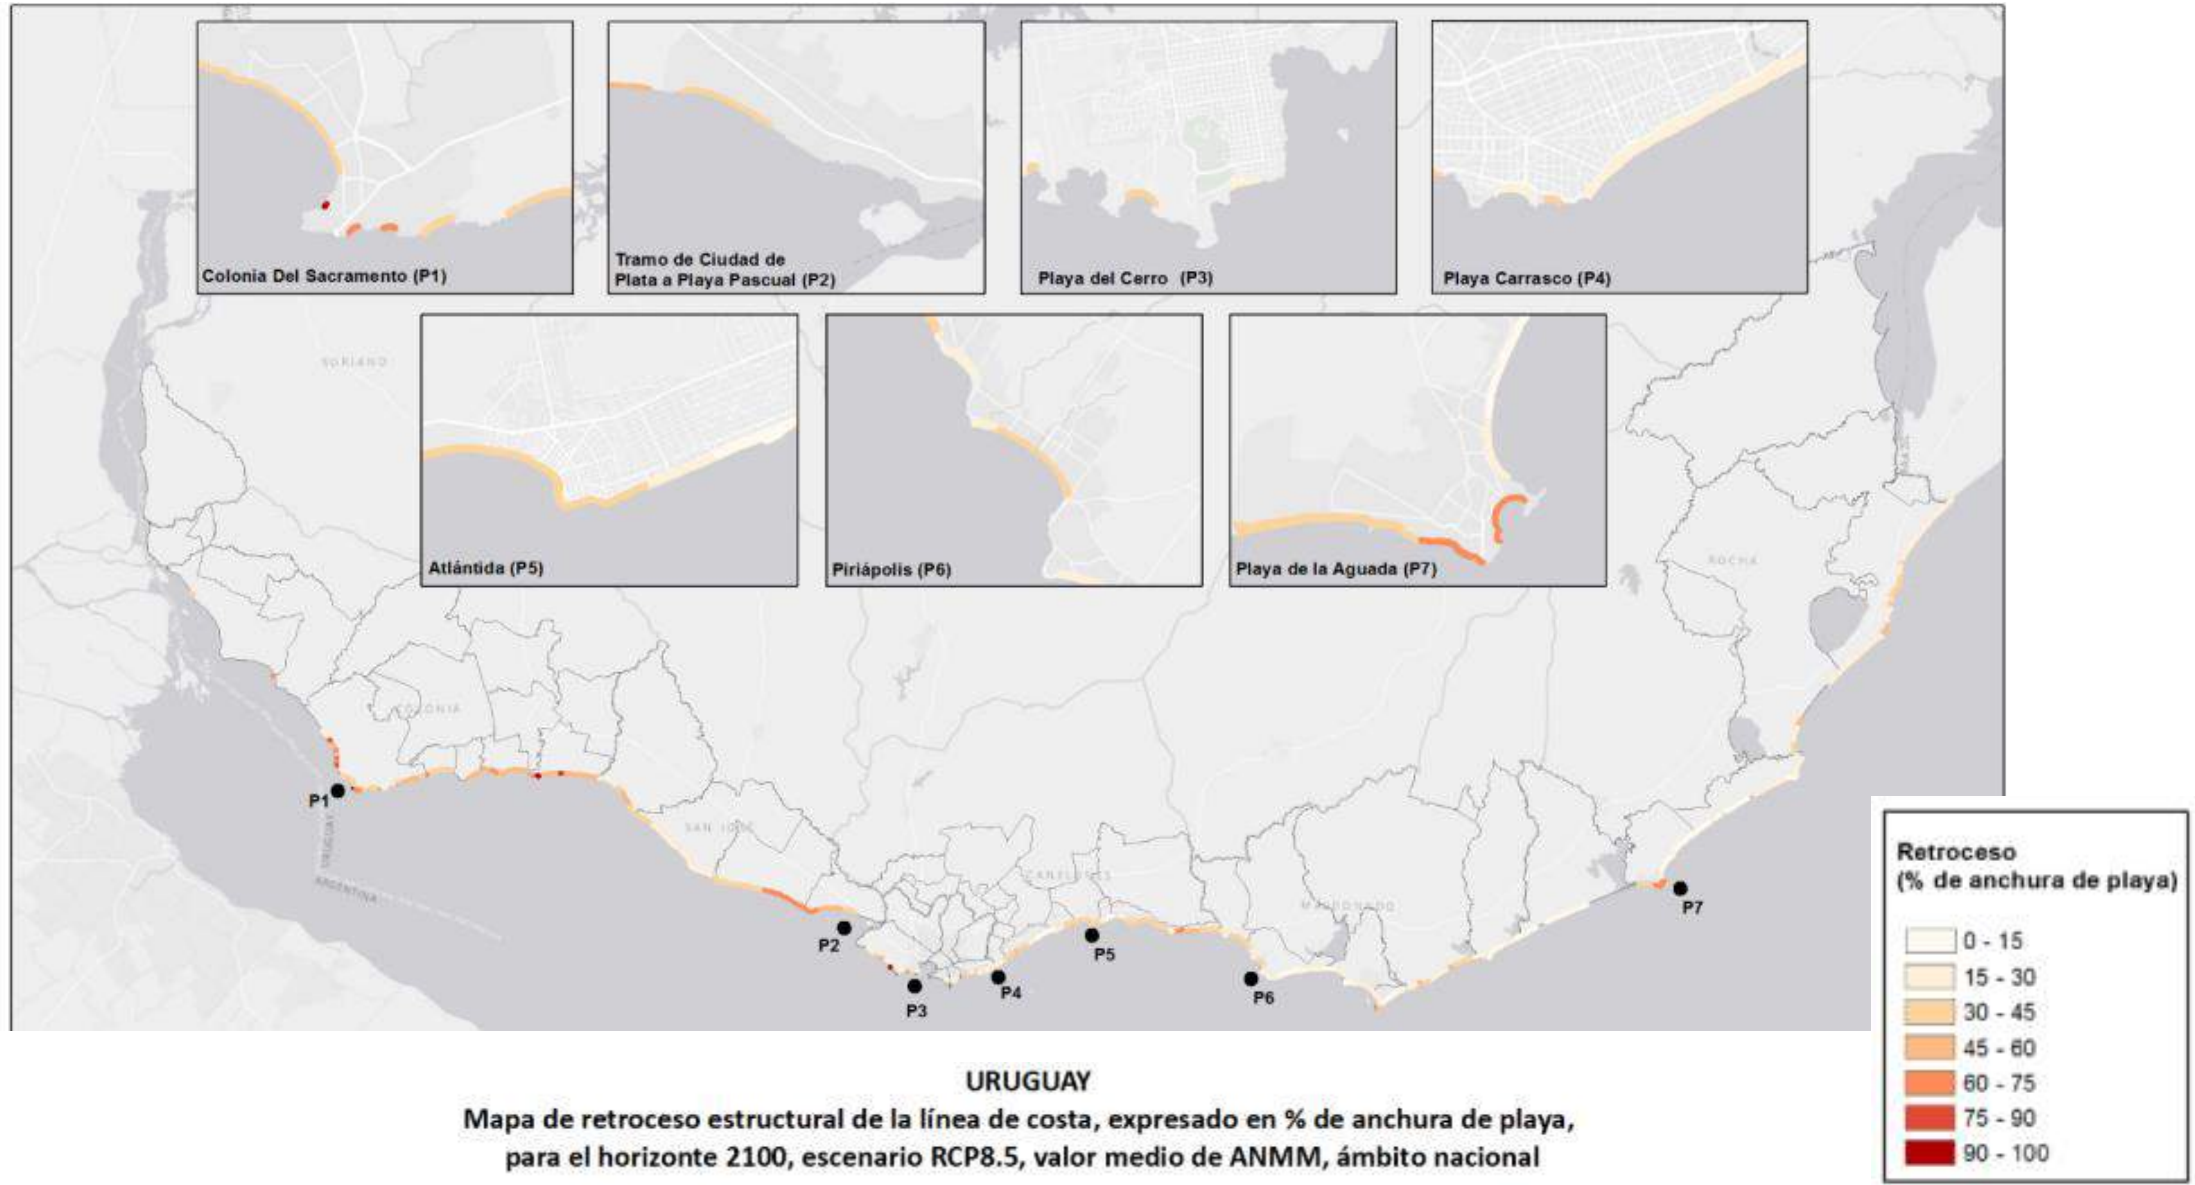 Colonia Del Sacramento (P1)
Tramo de Ciudad de
Plata a Playa Pascual (P2)
Playa del Cerro (P3)
Playa Carrasco (P4)
SORIANO
Atlántida (P5)
Piriápolis (P6)
Playa de la Aguada (P7)
ROCHA
COLONIA
P1
URUGUAY
ARGENTINA
SAN JOSÉ
CANELONES
MALDONADO
P2
P3
P4
P5
P6
P7
Retroceso
(% de anchura de playa)
0 - 15
15 - 30
30 - 45
45 - 60
60 - 75
75 - 90
90 - 100
URUGUAY
Mapa de retroceso estructural de la línea de costa, expresado en % de anchura de playa,
para el horizonte 2100, escenario RCP8.5, valor medio de ANMM, ámbito nacional